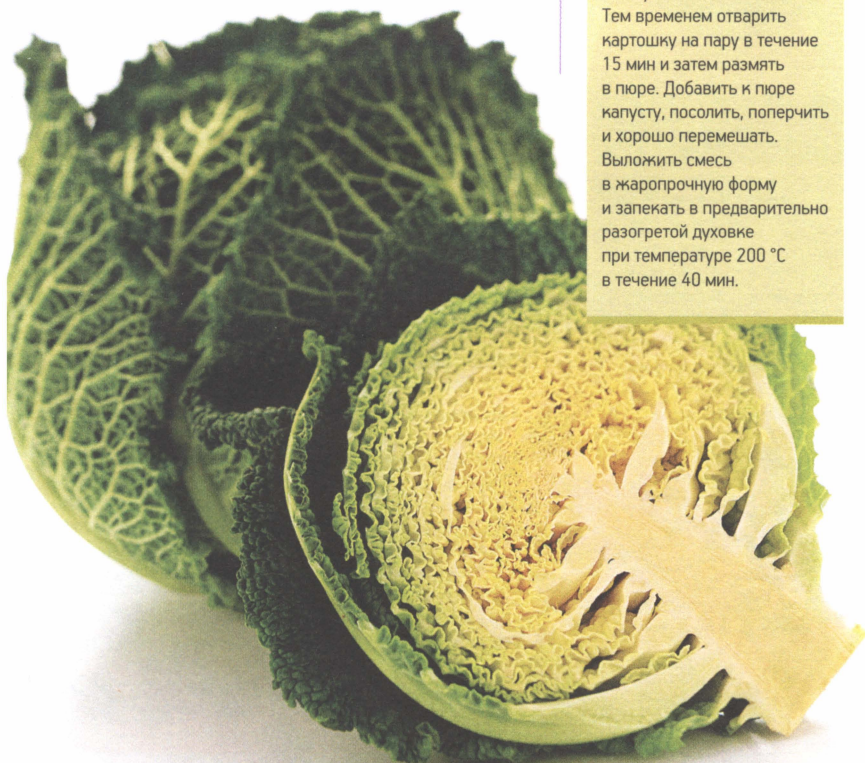 Тем временем отварить
картошку на пару в течение
15 мин и затем размять
в пюре. Добавить к пюре
капусту, посолить, поперчить
и хорошо перемешать.
Выложить смесь
в жаропрочную форму
и запекать в предварительно
разогретой духовке
при температуре 200 °C
в течение 40 мин.